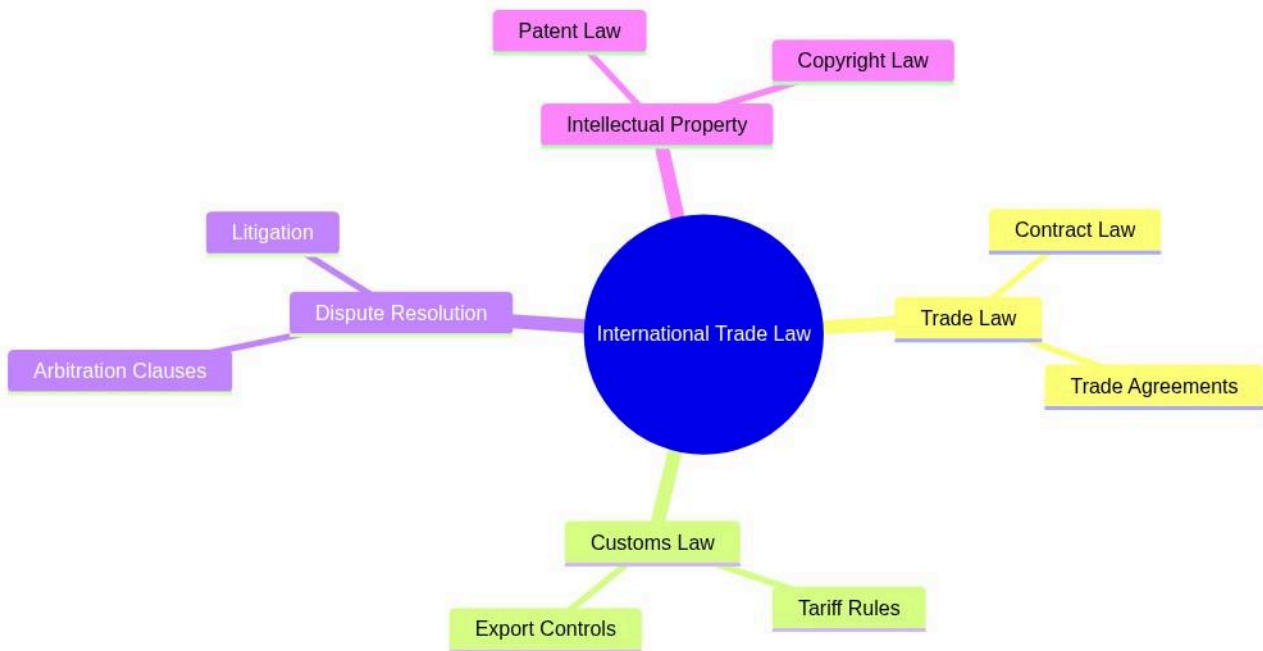 Patent Law
Copyright Law
Intellectual Property
Litigation
Contract Law
Dispute Resolution
International Trade Law
Trade Law
Arbitration Clauses
Trade Agreements
Customs Law
Export Controls
Tariff Rules